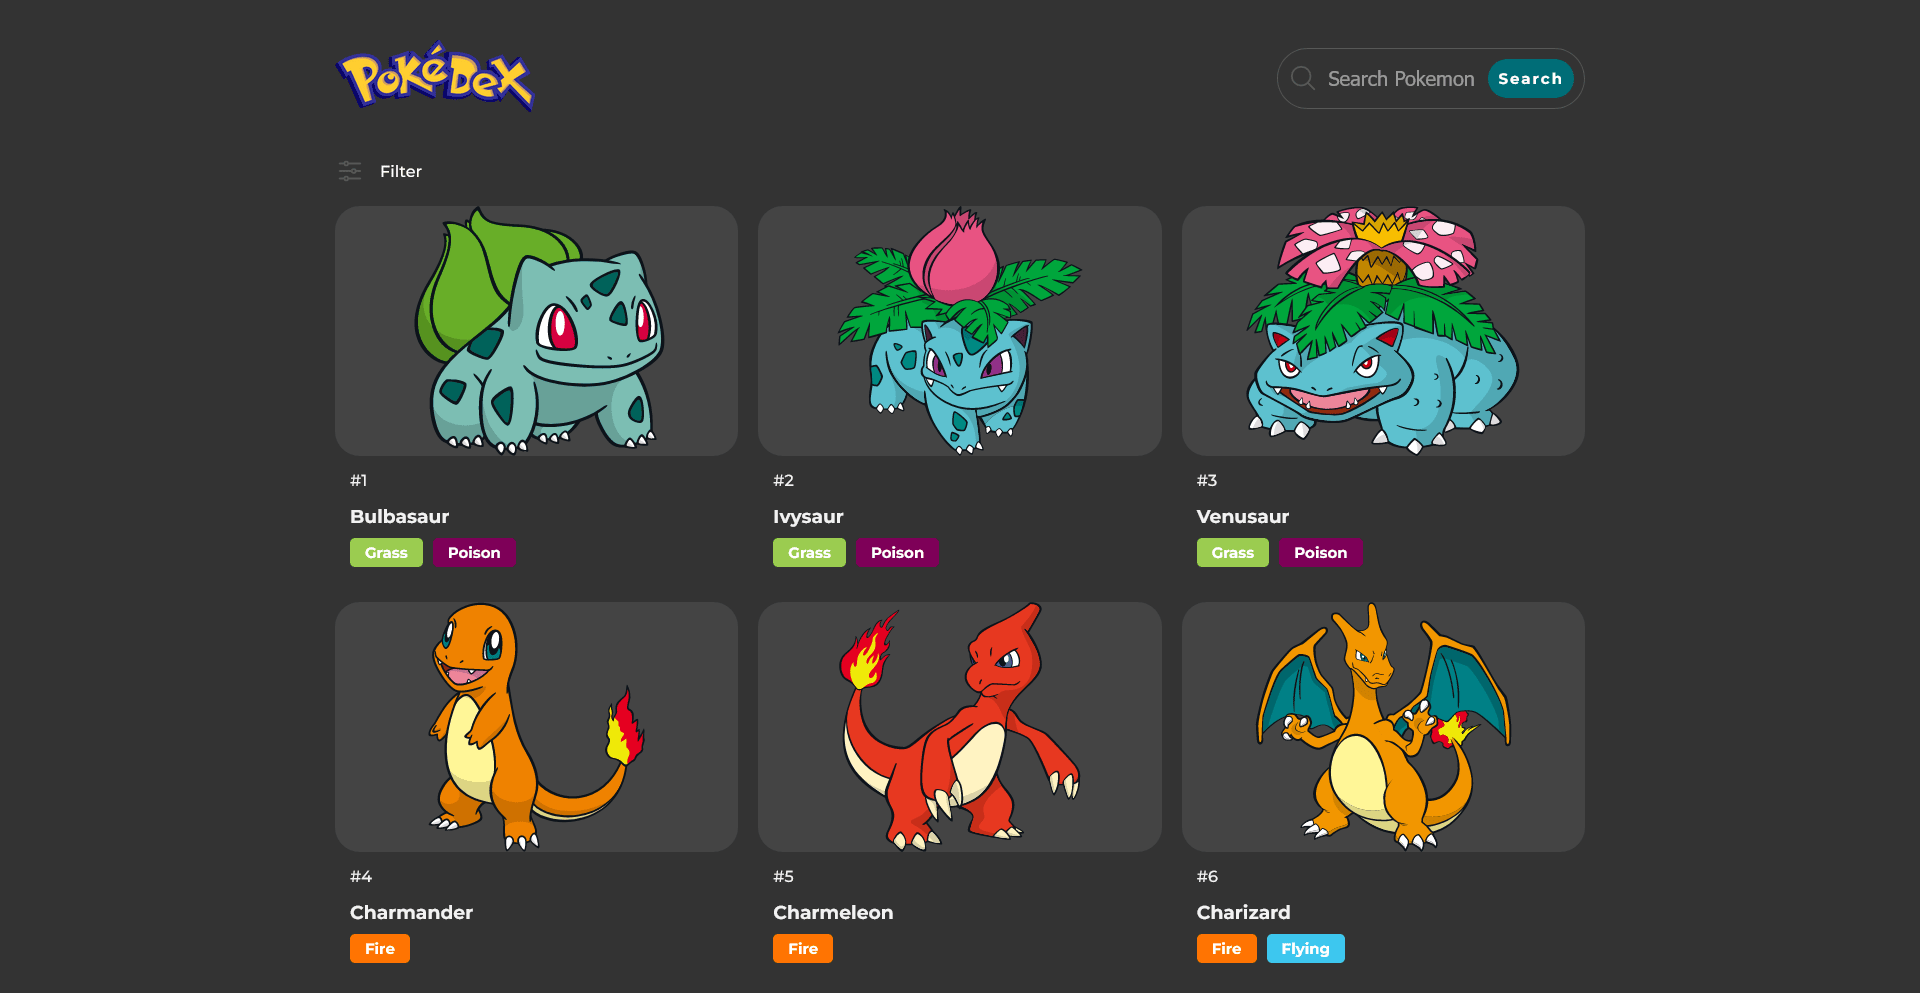 PokéDex
Search Pokemon
Search
Filter
#1
Bulbasaur
Grass Poison
#2
Ivysaur
Grass Poison
#3
Venusaur
Grass Poison
#4
Charmander
Fire
#5
Charmeleon
Fire
#6
Charizard
Fire Flying